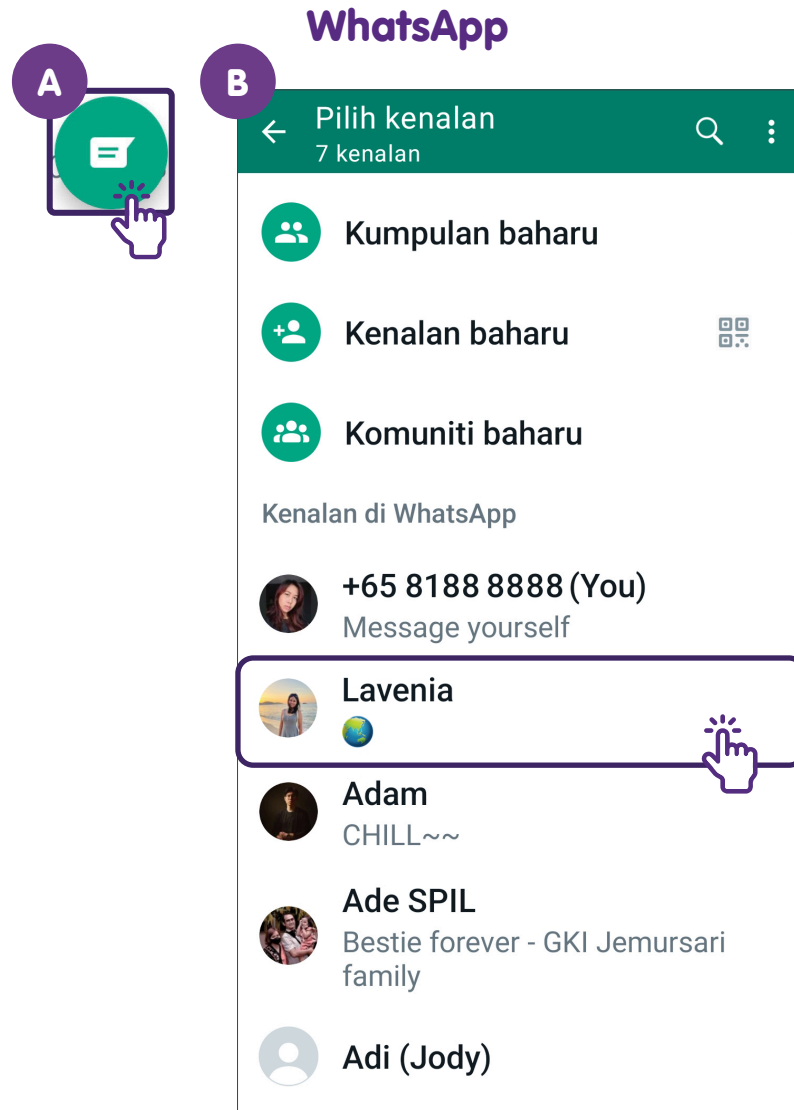 WhatsApp
A
B
Pilih kenalan
7 kenalan
Kumpulan baharu
Kenalan baharu
Komuniti baharu
Kenalan di WhatsApp
+65 8188 8888 (You)
Message yourself
Lavenia
Adam
CHILL~~
Ade SPIL
Bestie forever - GKI Jemursari
family
Adi (Jody)